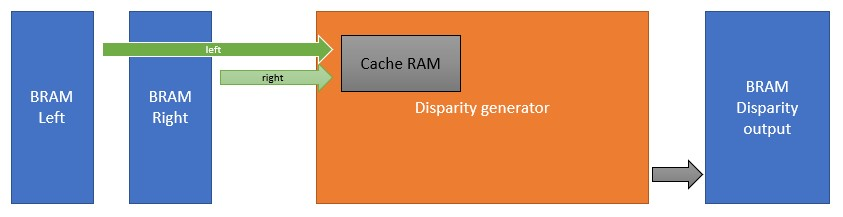 BRAM
Left
BRAM
Right
left
right
Cache RAM
Disparity generator
BRAM
Disparity
output